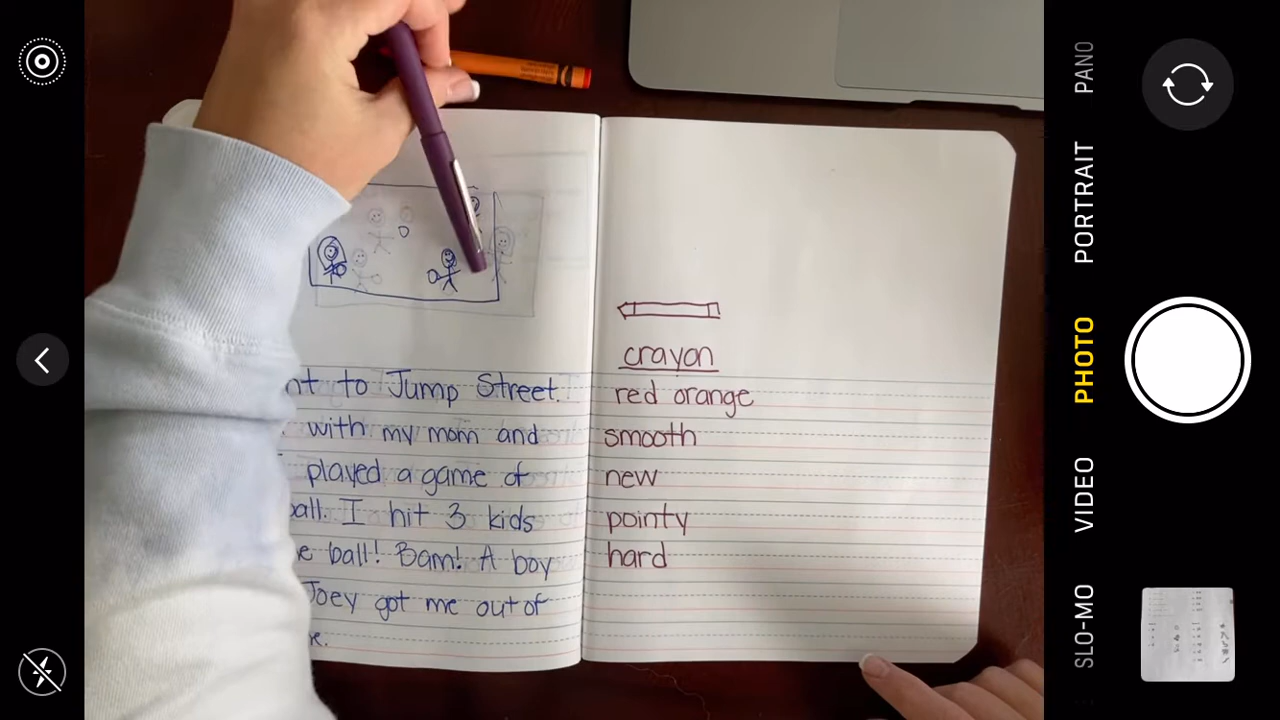 nt to Jump Street.
with my mom and
played a game of
ball. I hit 3 kids
e ball! Bam! A boy
Joey got me out of
e.
crayon
red orange
smooth
new
pointy
hard
PANO
PORTRAIT
PHOTO
VIDEO
SLO-MO